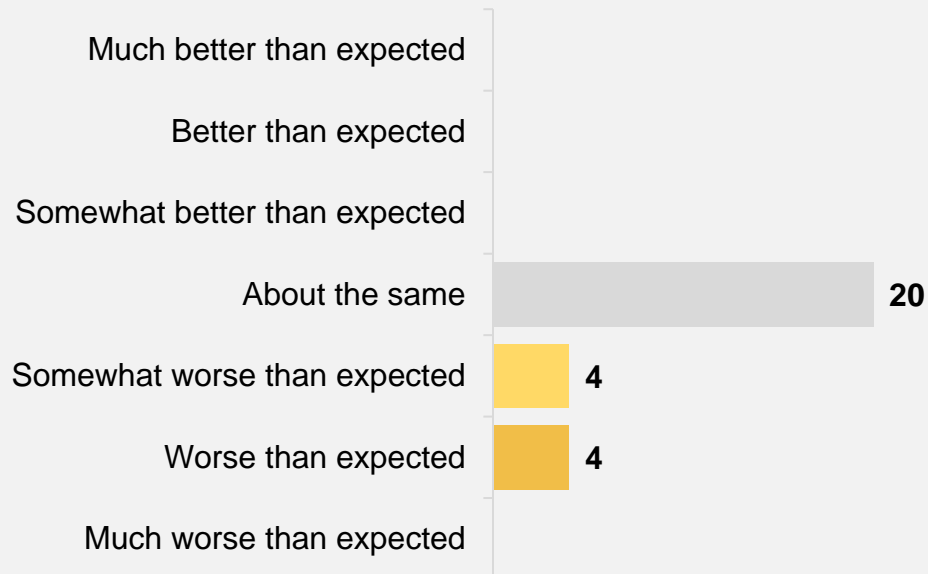 Much better than expected
Better than expected
Somewhat better than expected
About the same 20
Somewhat worse than expected 4
Worse than expected 4
Much worse than expected